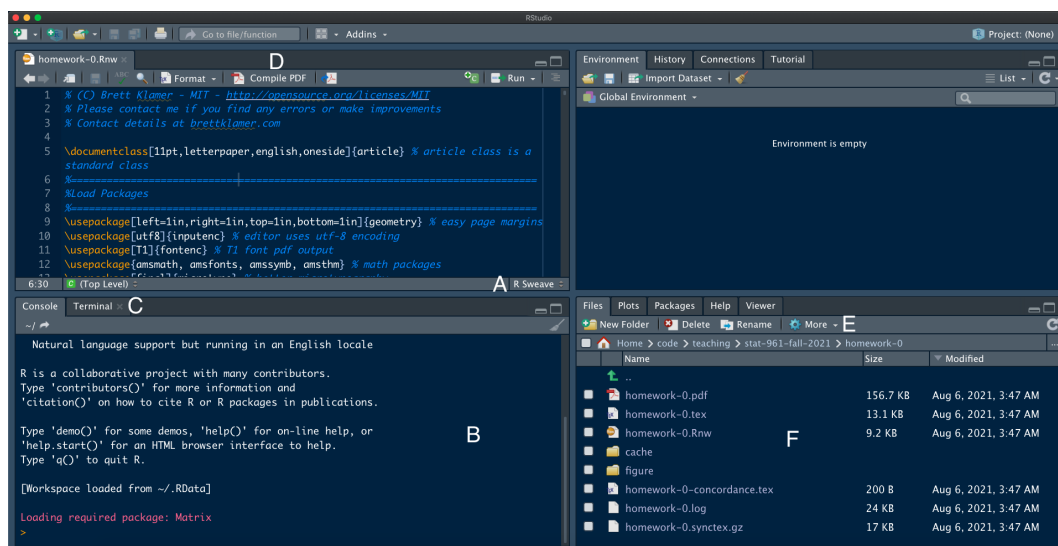 RStudio
Go to file/function
Addins
Project: (None)
homework-0.Rnw
D
ABC
Format
Compile PDF
Run
1 % (C) Brett Klamer - MIT - http://opensource.org/licenses/MIT
2 % Please contact me if you find any errors or make improvements
3 % Contact details at brettklamer.com
4
5 \documentclass[11pt,letterpaper,english,oneside]{article} % article class is a
standard class
6 %==============================================================================
7 %Load Packages
8 %==============================================================================
9 \usepackage[left=1in,right=1in,top=1in,bottom=1in]{geometry} % easy page margins
10 \usepackage[utf8]{inputenc} % editor uses utf-8 encoding
11 \usepackage[T1]{fontenc} % T1 font pdf output
12 \usepackage{amsmath, amsfonts, amssymb, amsthm} % math packages
6:30 (Top Level) A R Sweave
Environment History Connections Tutorial
Import Dataset List
Global Environment
Environment is empty
Console Terminal C
~/
Natural language support but running in an English locale
R is a collaborative project with many contributors.
Type 'contributors()' for more information and
'citation()' on how to cite R or R packages in publications.
Type 'demo()' for some demos, 'help()' for on-line help, or
'help.start()' for an HTML browser interface to help.
Type 'q()' to quit R.
B
[Workspace loaded from ~/.RData]
Loading required package: Matrix
>
Files Plots Packages Help Viewer
New Folder Delete Rename More E
Home > code > teaching > stat-961-fall-2021 > homework-0 ...
Name Size Modified
..
homework-0.pdf 156.7 KB Aug 6, 2021, 3:47 AM
homework-0.tex 13.1 KB Aug 6, 2021, 3:47 AM
homework-0.Rnw 9.2 KB Aug 6, 2021, 3:47 AM
F
cache
figure
homework-0-concordance.tex 200 B Aug 6, 2021, 3:47 AM
homework-0.log 24 KB Aug 6, 2021, 3:47 AM
homework-0.synctex.gz 17 KB Aug 6, 2021, 3:47 AM